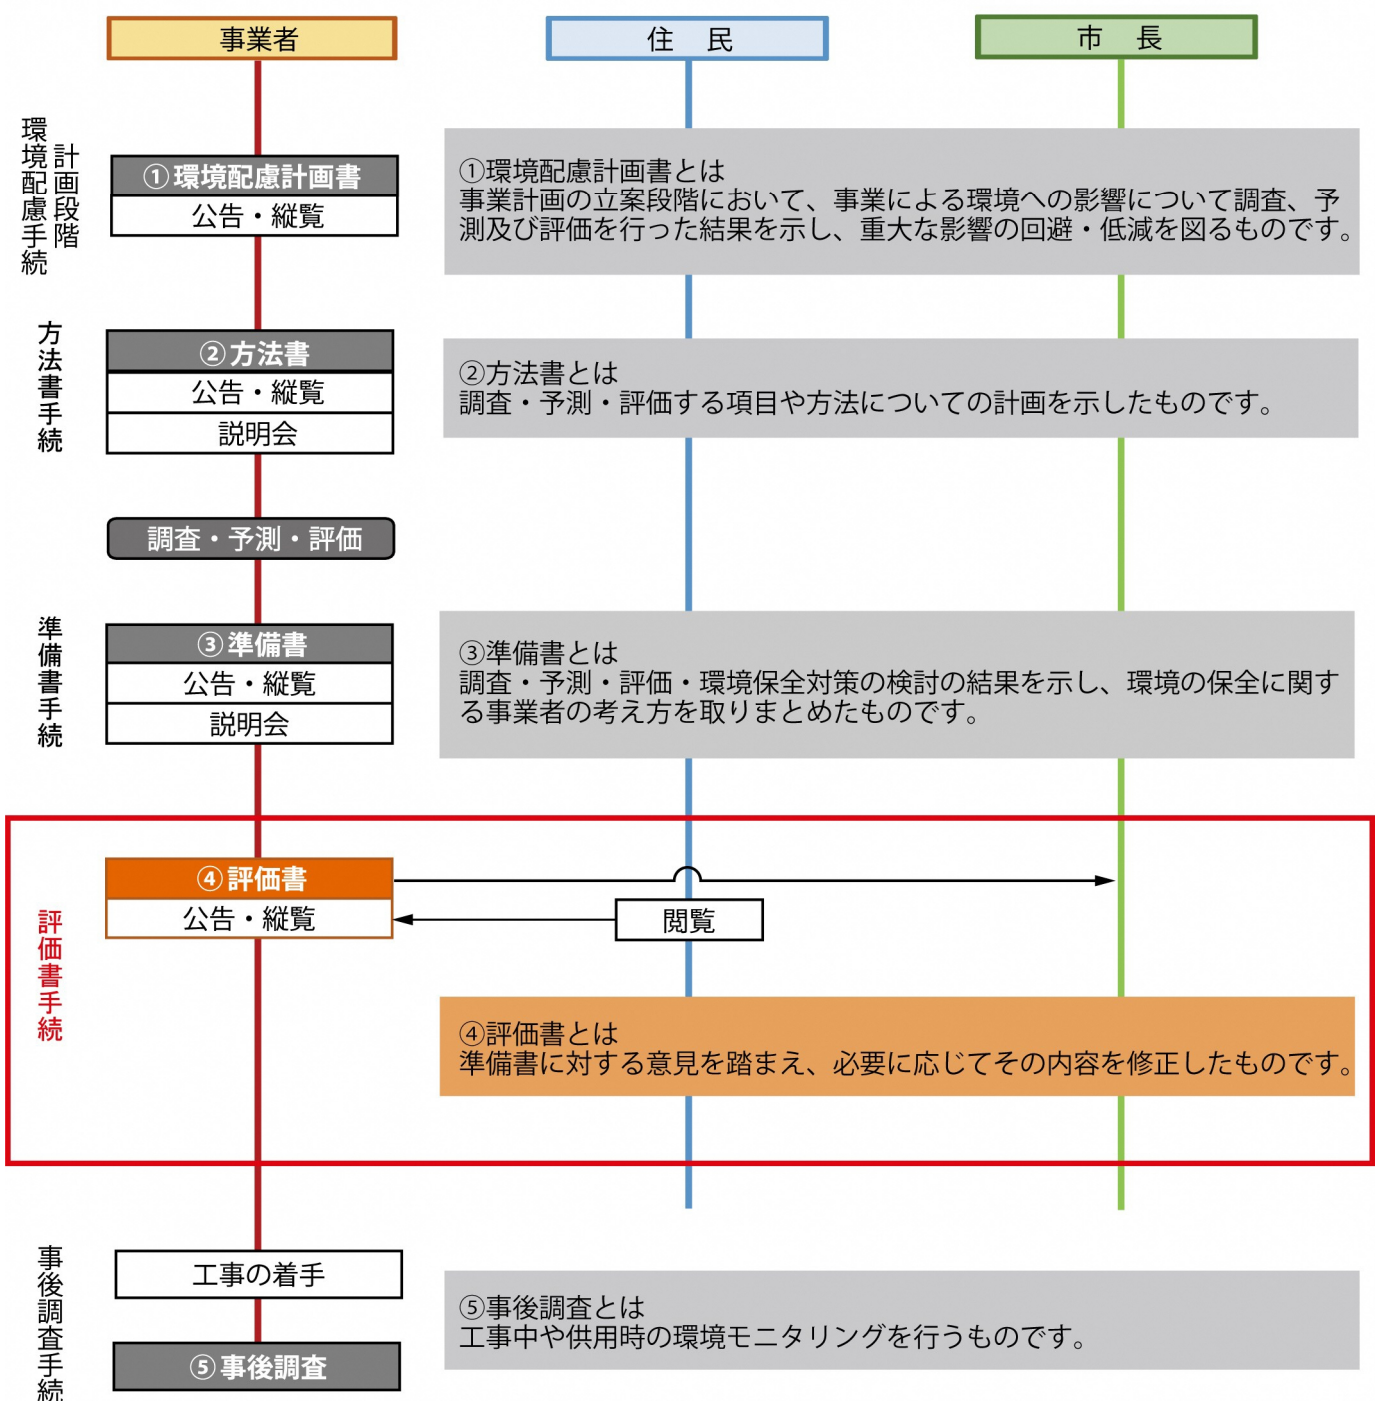 事業者
住 民
市 長
計画段階
環境配慮手続
①環境配慮計画書
公告・縦覧
①環境配慮計画書とは
事業計画の立案段階において、事業による環境への影響について調査、予
測及び評価を行った結果を示し、重大な影響の回避・低減を図るものです。
方法書手続
②方法書
公告・縦覧
説明会
②方法書とは
調査・予測・評価する項目や方法についての計画を示したものです。
調査・予測・評価
準備書手続
③準備書
公告・縦覧
説明会
③準備書とは
調査・予測・評価・環境保全対策の検討の結果を示し、環境の保全に関す
る事業者の考え方を取りまとめたものです。
評価書手続
④評価書
公告・縦覧
閲覧
④評価書とは
準備書に対する意見を踏まえ、必要に応じてその内容を修正したものです。
事後調査手続
工事の着手
⑤事後調査
⑤事後調査とは
工事中や供用時の環境モニタリングを行うものです。